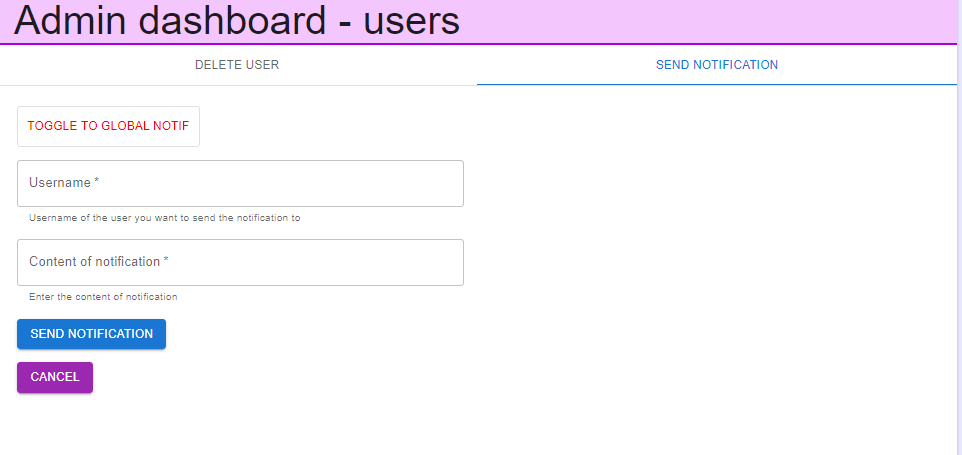 Admin dashboard - users
DELETE USER
SEND NOTIFICATION
TOGGLE TO GLOBAL NOTIF
Username *
Username of the user you want to send the notification to
Content of notification *
Enter the content of notification
SEND NOTIFICATION
CANCEL